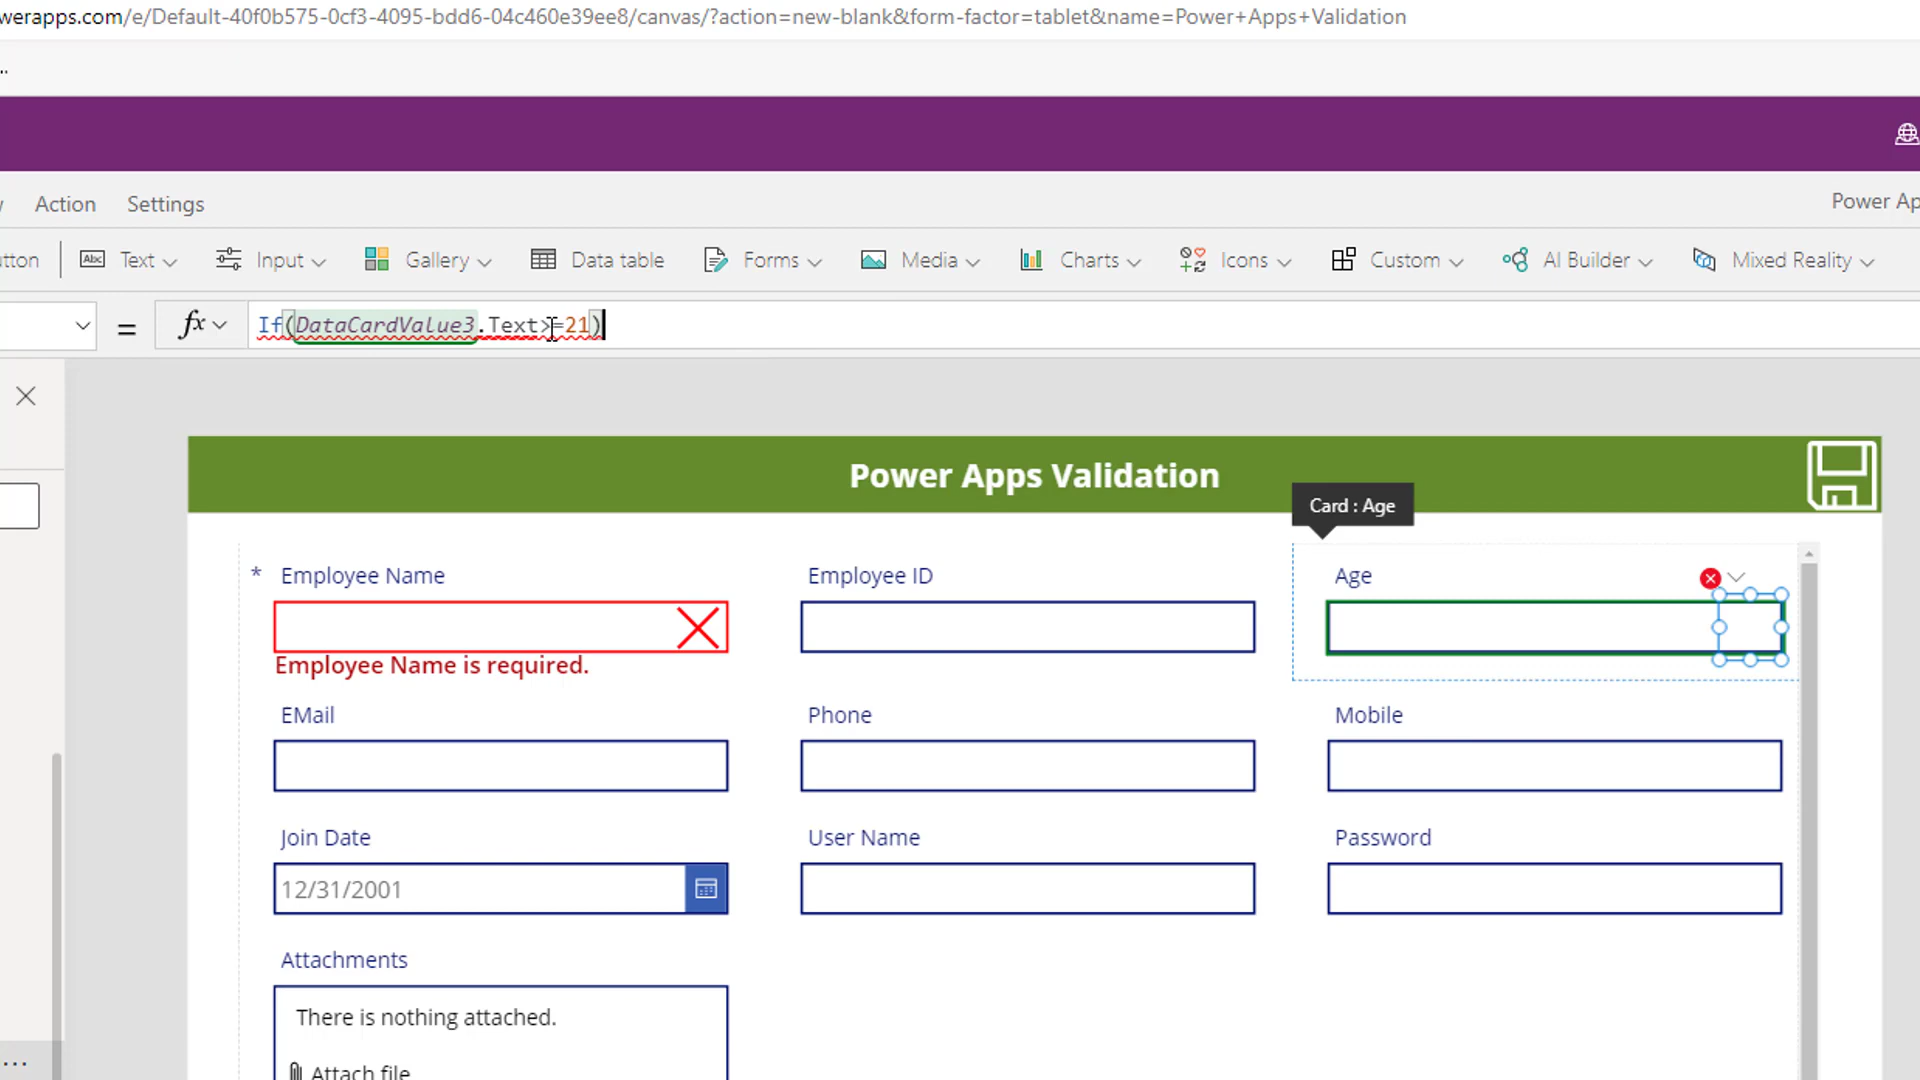 werapps.com/e/Default-40f0b575-0cf3-4095-bdd6-04c460e39ee8/canvas/?action=new-blank&form-factor=tablet&name=Power+Apps+Validation
..
Action Settings Power Ap
tton Text Input Gallery Data table Forms Media Charts Icons Custom AI Builder Mixed Reality
= fx If(DataCardValue3.Text>=21)
Power Apps Validation
Card : Age
* Employee Name Employee ID Age
Employee Name is required.
EMail Phone Mobile
Join Date User Name Password
12/31/2001
Attachments
There is nothing attached.
Attach file
...